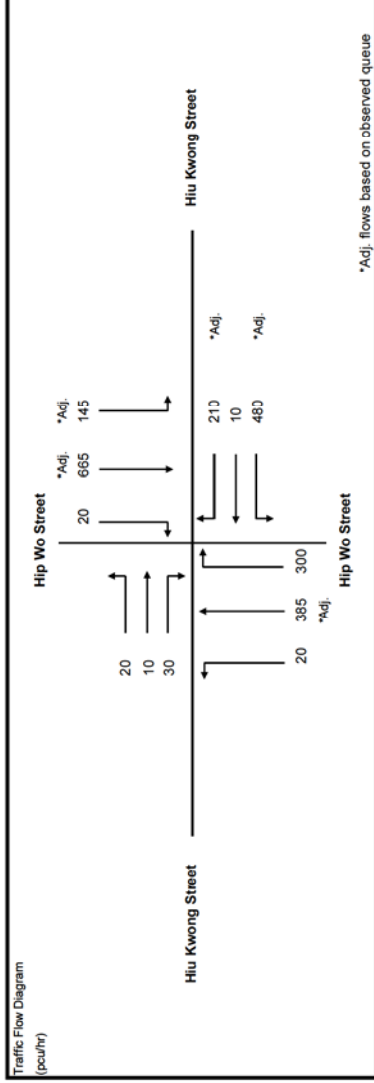 Traffic Flow Diagram
(pcu/hr)
Hip Wo Street
*Adj.
*Adj.
20
665
145
20
10
30
Hiu Kwong Street
Hiu Kwong Street
210
*Adj.
10
480
*Adj.
20
385
300
*Adj.
Hip Wo Street
*Adj. flows based on observed queue